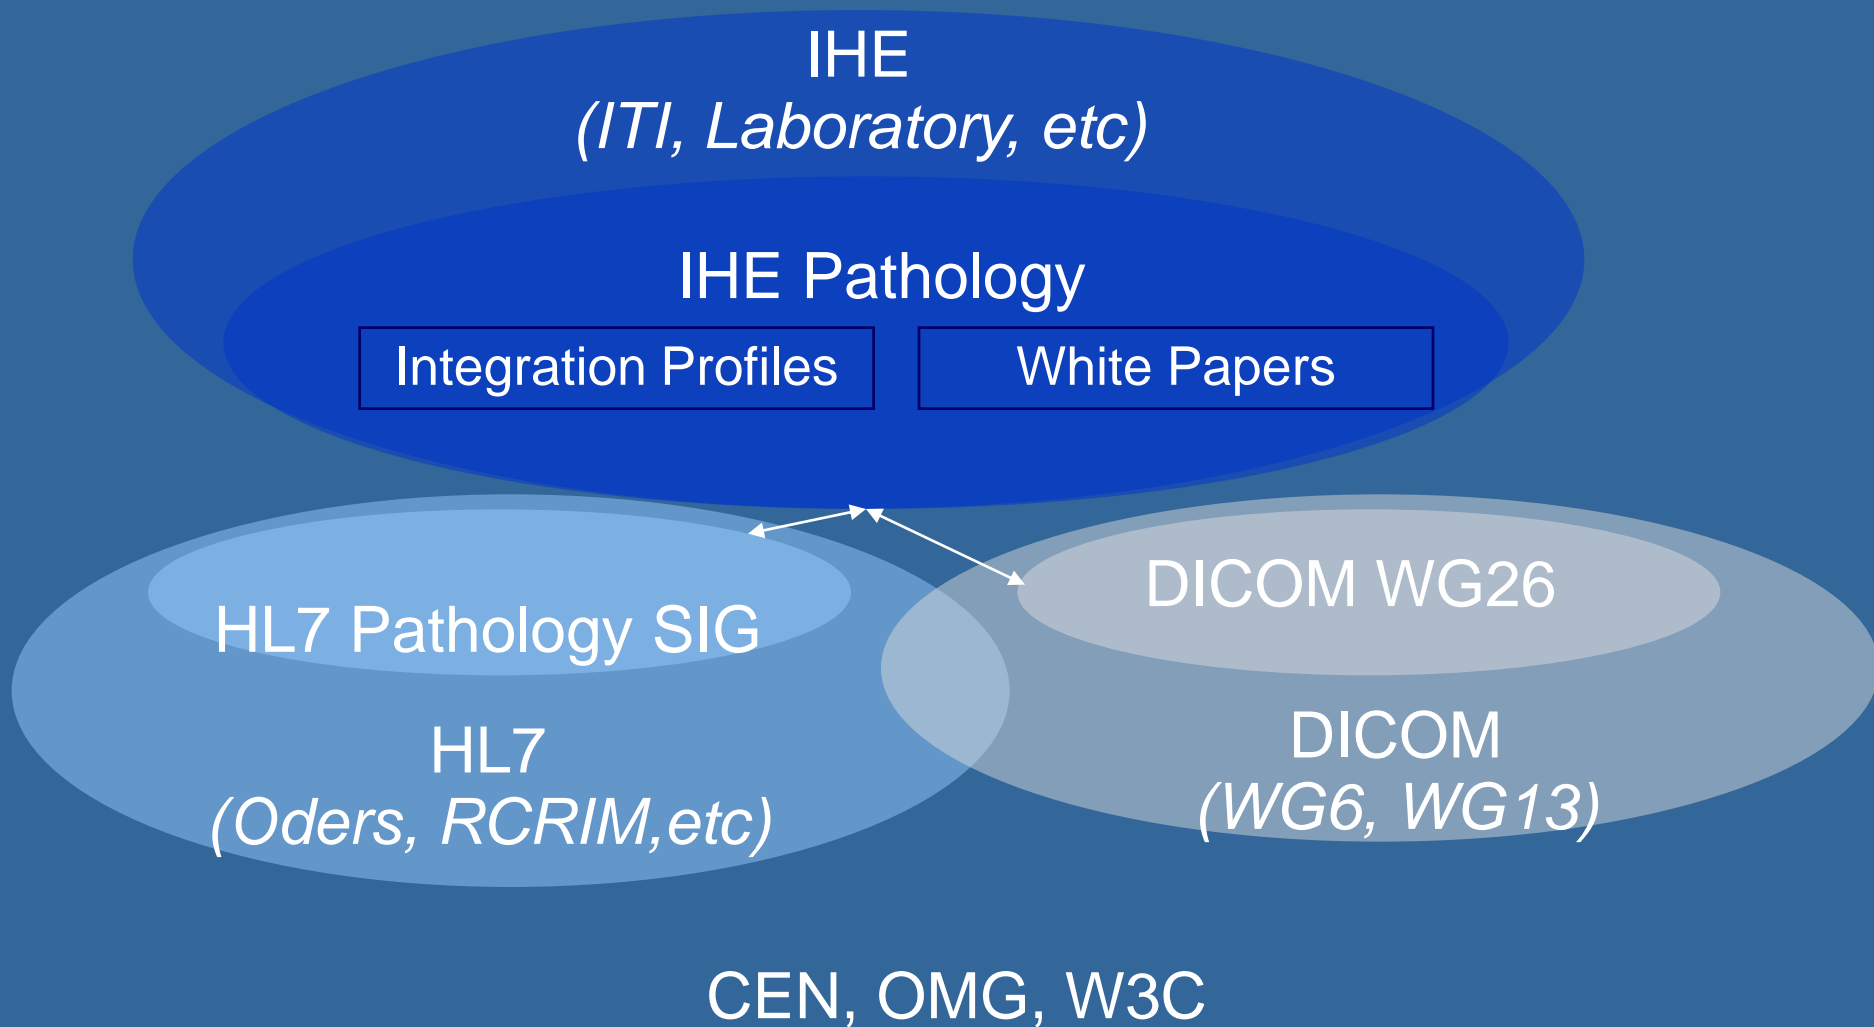 IHE
(ITI, Laboratory, etc)
IHE Pathology
Integration Profiles
White Papers
HL7 Pathology SIG
HL7
(Oders, RCRIM,etc)
DICOM WG26
DICOM
(WG6, WG13)
CEN, OMG, W3C